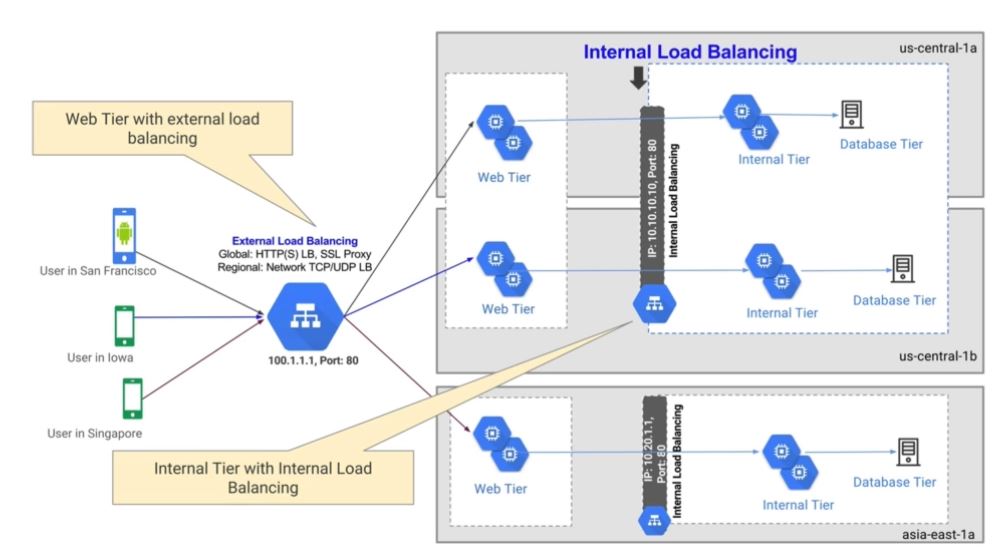 Internal Load Balancing
us-central-1a
Web Tier with external load
balancing
Web Tier
IP: 10.10.10.10, Port: 80
Internal Load Balancing
Internal Tier
Database Tier
User in San Francisco
External Load Balancing
Global: HTTP(S) LB, SSL Proxy
Regional: Network TCP/UDP LB
100.1.1.1, Port: 80
User in Iowa
User in Singapore
Web Tier
Internal Tier
Database Tier
us-central-1b
Internal Tier with Internal Load
Balancing
Web Tier
IP: 10.20.1.1,
Port: 80
Internal Load Balancing
Internal Tier
Database Tier
asia-east-1a